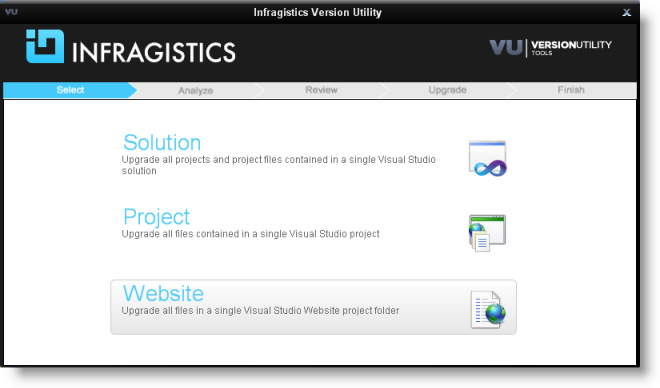 VU Infragistics Version Utility X
INFRAGISTICS
VU VERSIONUTILITY
TOOLS
Select Analyze Review Upgrade Finish
Solution
Upgrade all projects and project files contained in a single Visual Studio
solution
Project
Upgrade all files contained in a single Visual Studio project
Website
Upgrade all files in a single Visual Studio Website project folder